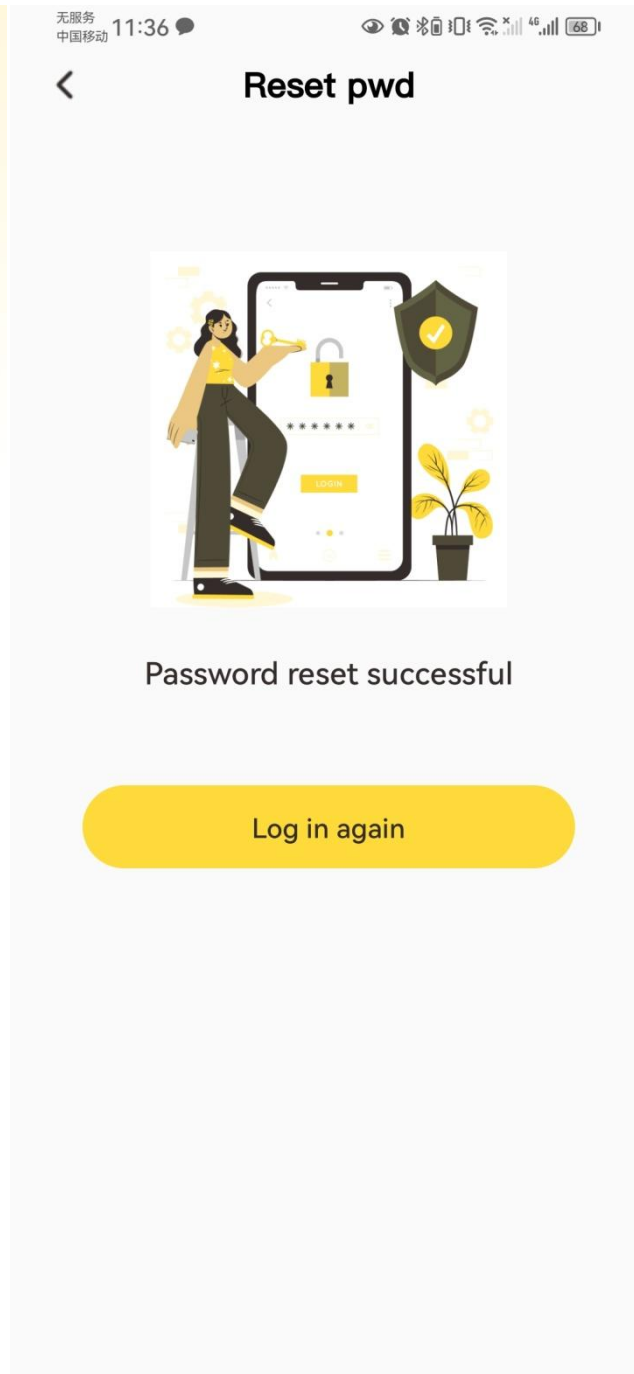 无服务
中国移动 11:36
4G 68
Reset pwd
******
LOGIN
Password reset successful
Log in again